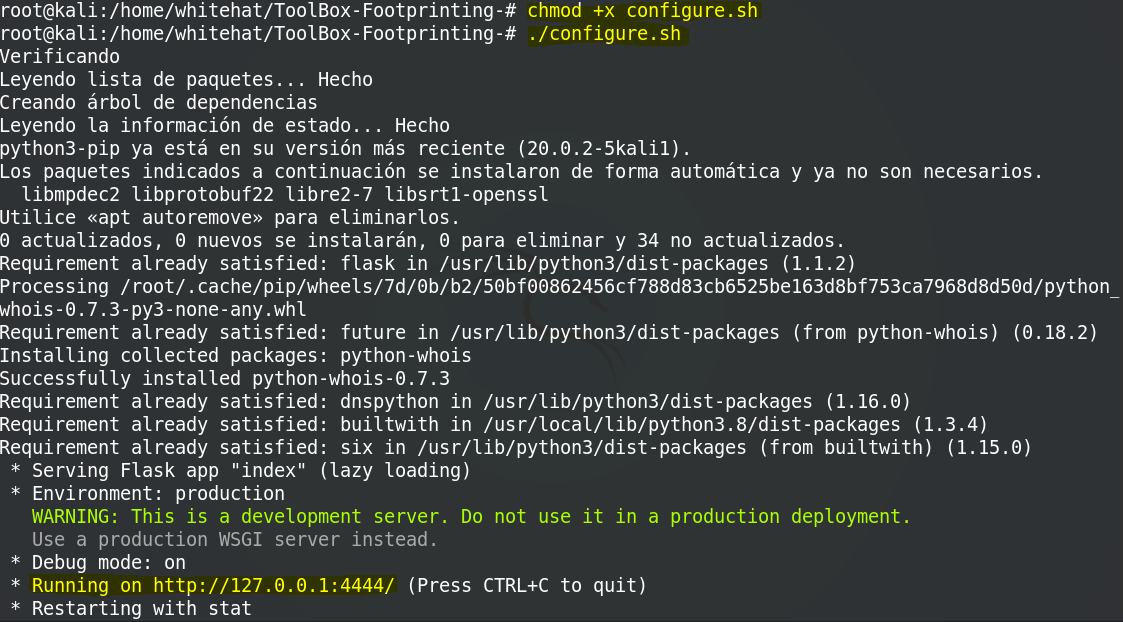 root@kali:/home/whitehat/ToolBox-Footprinting-# chmod +x configure.sh
root@kali:/home/whitehat/ToolBox-Footprinting-# ./configure.sh
Verificando
Leyendo lista de paquetes... Hecho
Creando árbol de dependencias
Leyendo la información de estado... Hecho
python3-pip ya está en su versión más reciente (20.0.2-5kali1).
Los paquetes indicados a continuación se instalaron de forma automática y ya no son necesarios.
  libmpdec2 libprotobuf22 libre2-7 libsrt1-openssl
Utilice «apt autoremove» para eliminarlos.
0 actualizados, 0 nuevos se instalarán, 0 para eliminar y 34 no actualizados.
Requirement already satisfied: flask in /usr/lib/python3/dist-packages (1.1.2)
Processing /root/.cache/pip/wheels/7d/0b/b2/50bf00862456cf788d83cb6525be163d8bf753ca7968d8d50d/python_
whois-0.7.3-py3-none-any.whl
Requirement already satisfied: future in /usr/lib/python3/dist-packages (from python-whois) (0.18.2)
Installing collected packages: python-whois
Successfully installed python-whois-0.7.3
Requirement already satisfied: dnspython in /usr/lib/python3/dist-packages (1.16.0)
Requirement already satisfied: builtwith in /usr/local/lib/python3.8/dist-packages (1.3.4)
Requirement already satisfied: six in /usr/lib/python3/dist-packages (from builtwith) (1.15.0)
 * Serving Flask app "index" (lazy loading)
 * Environment: production
   WARNING: This is a development server. Do not use it in a production deployment.
   Use a production WSGI server instead.
 * Debug mode: on
 * Running on http://127.0.0.1:4444/ (Press CTRL+C to quit)
 * Restarting with stat